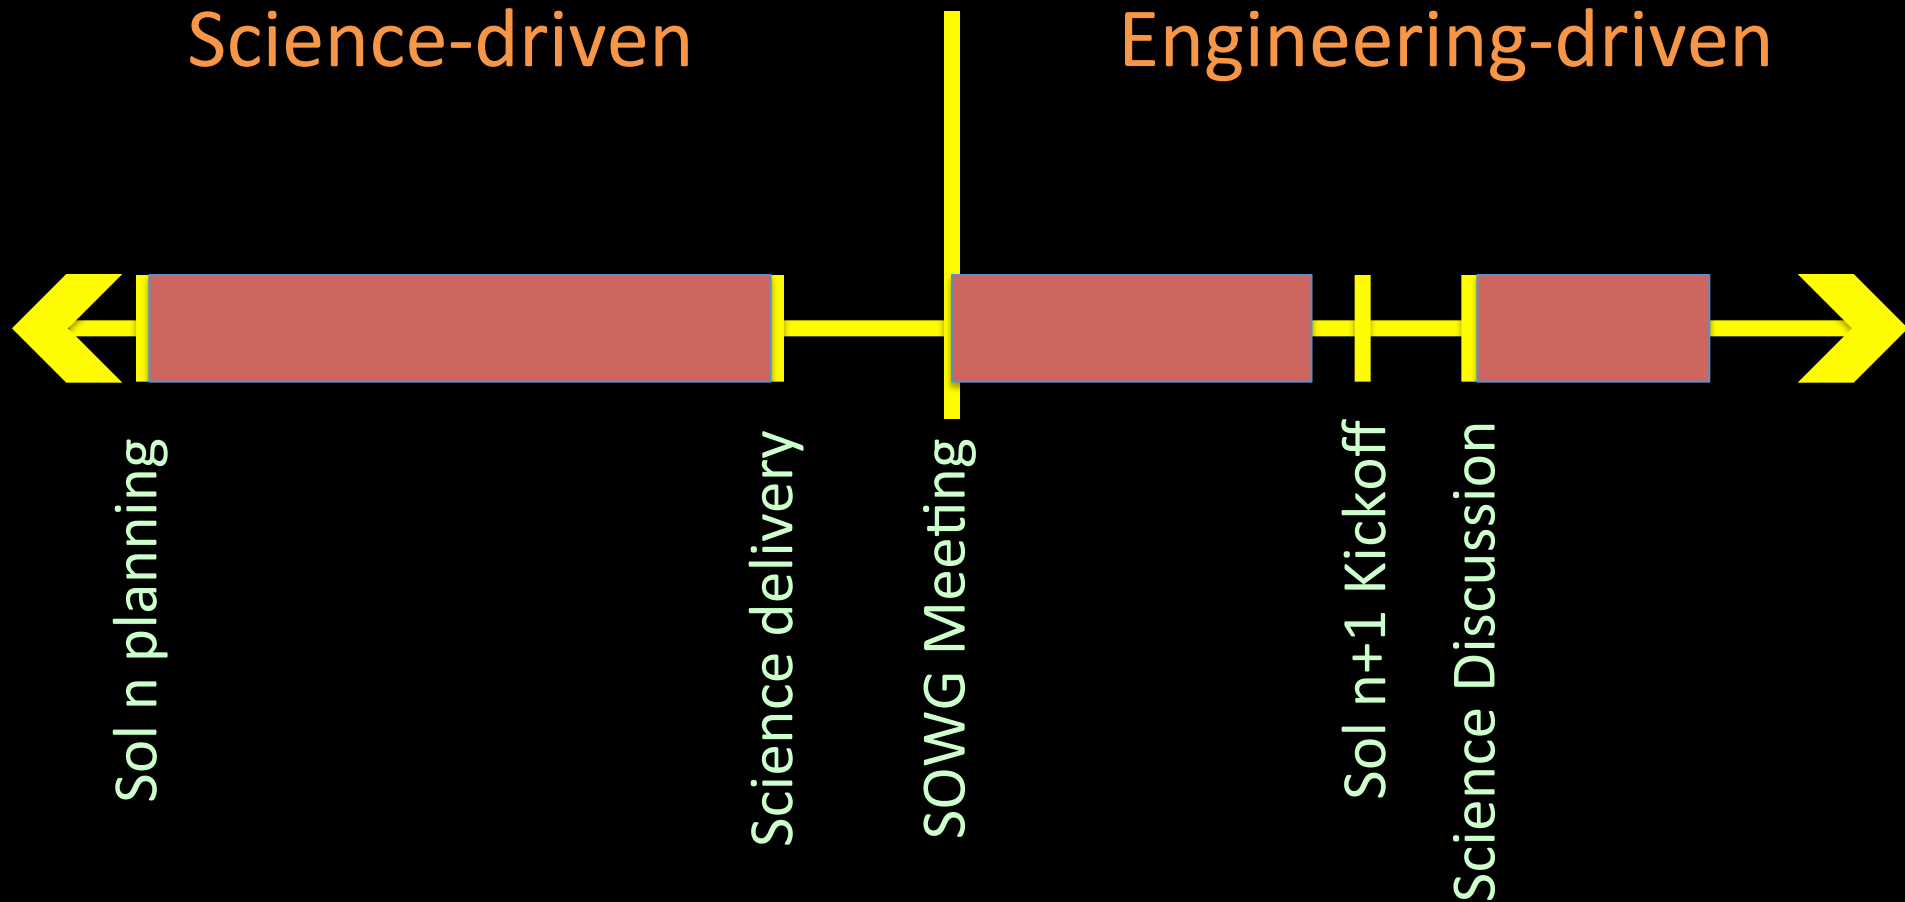 Science-driven
Engineering-driven
Sol n planning
Science delivery
SOWG Meeting
Sol n+1 Kickoff
Science Discussion